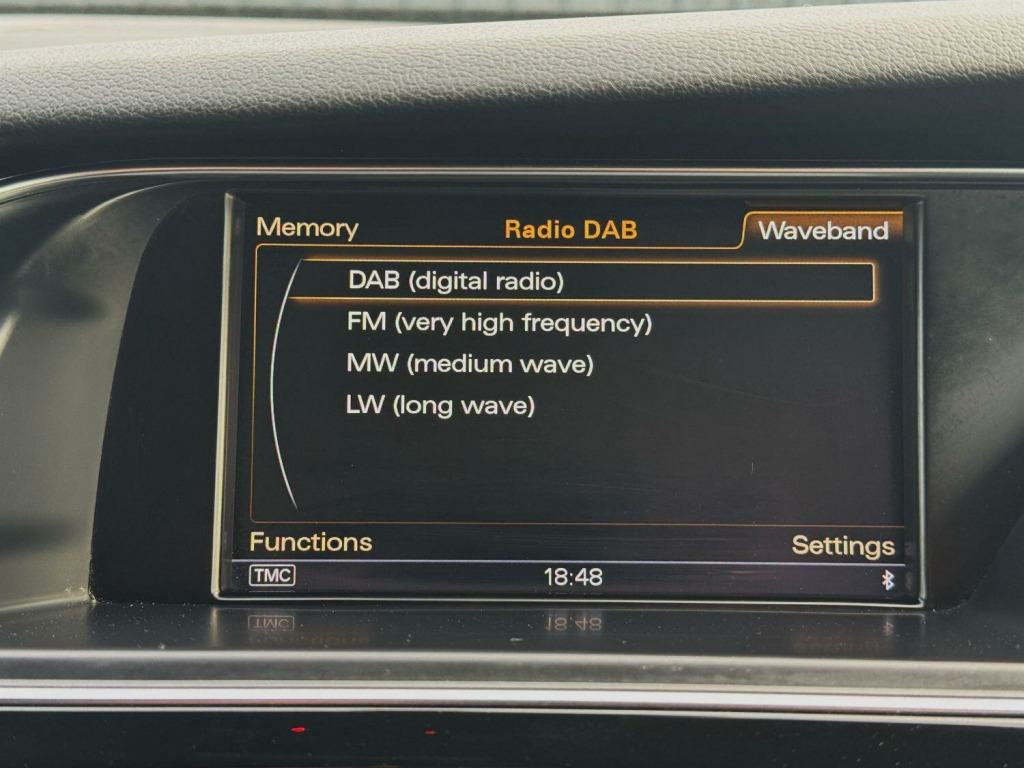 Memory Radio DAB Waveband
DAB (digital radio)
FM (very high frequency)
MW (medium wave)
LW (long wave)
Functions Settings
TMC 18:48